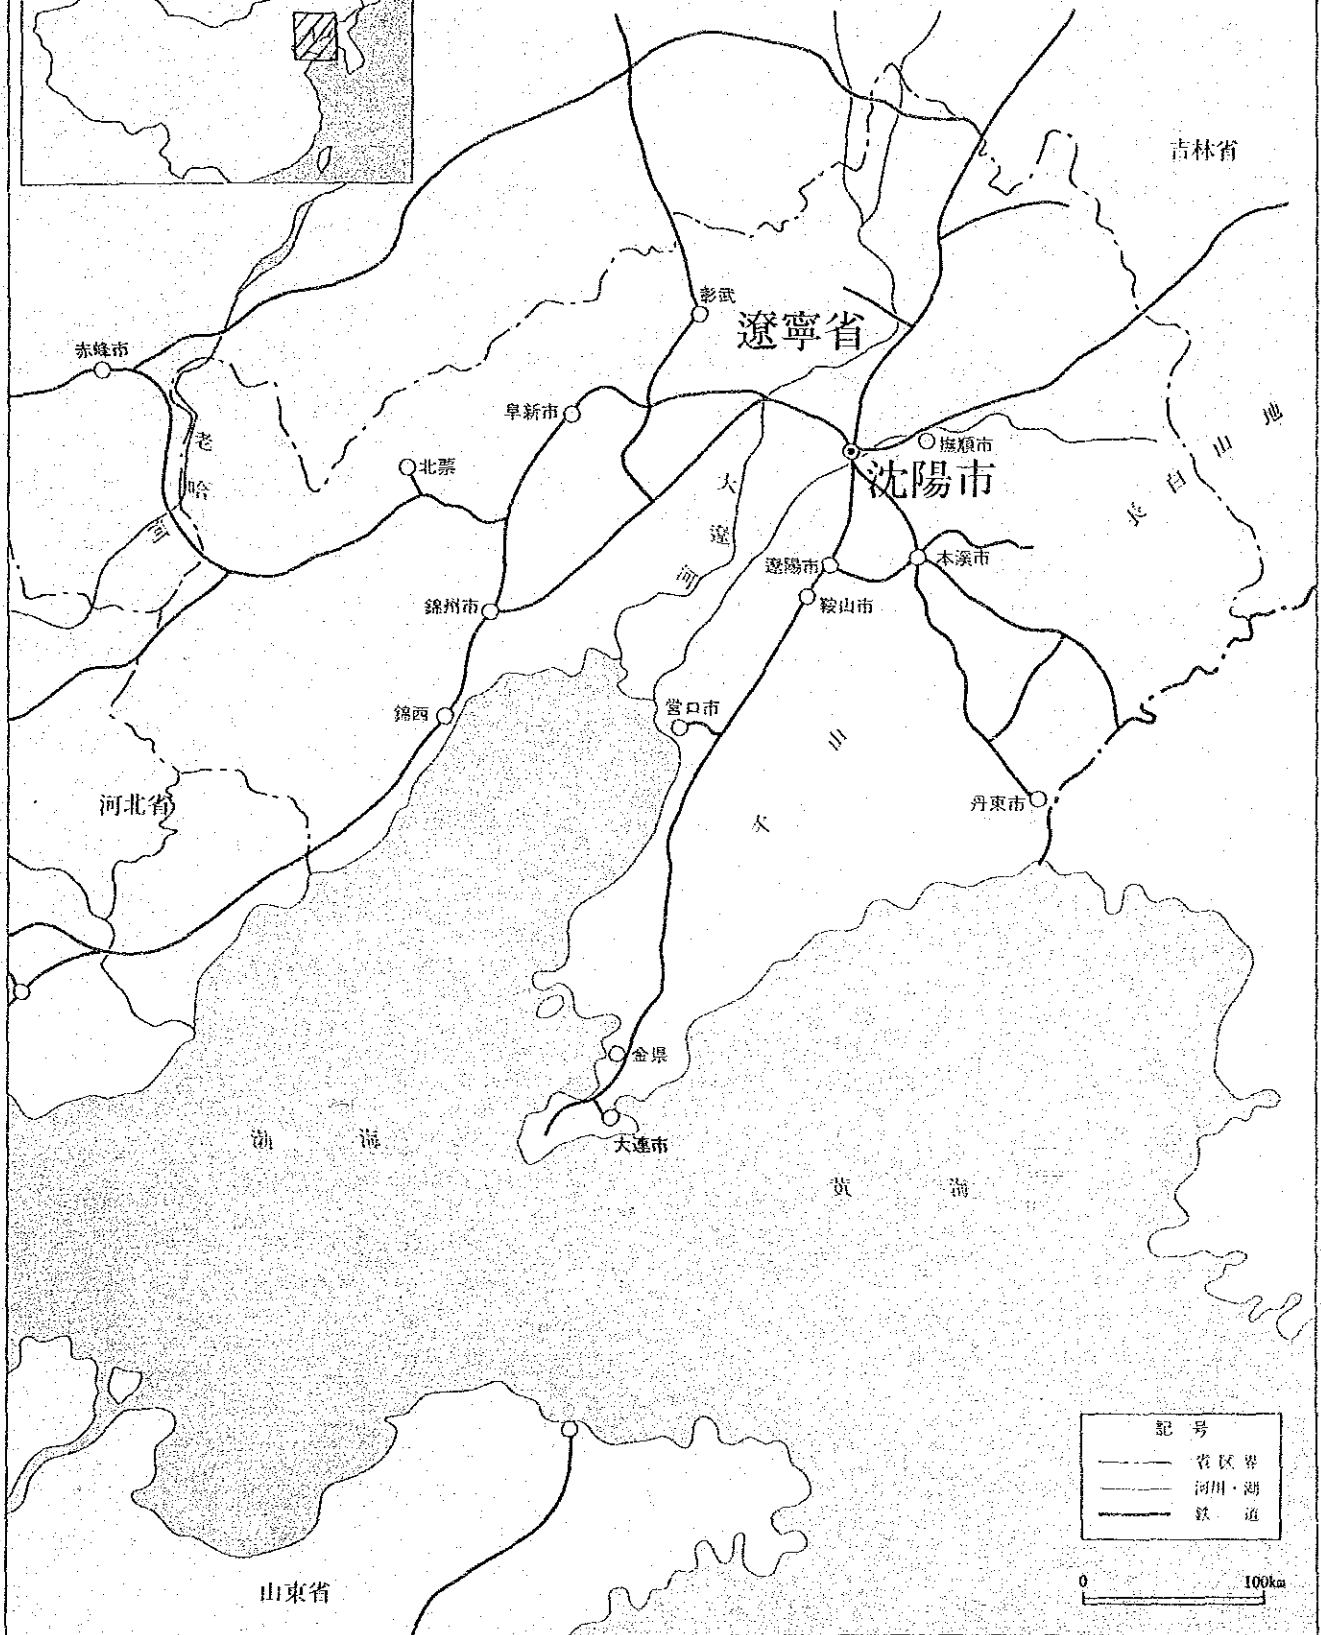 吉林省
彰武
遼寧省
赤峰市
阜新市
老哈河
北票
撫順市
沈陽市
長白山地
大遼河
遼陽市
本溪市
鞍山市
錦州市
錦西
営口市
河北省
丹東市
金県
渤海
大連市
黄海
記号
省区界
河川・湖
鉄道
山東省
0 100km